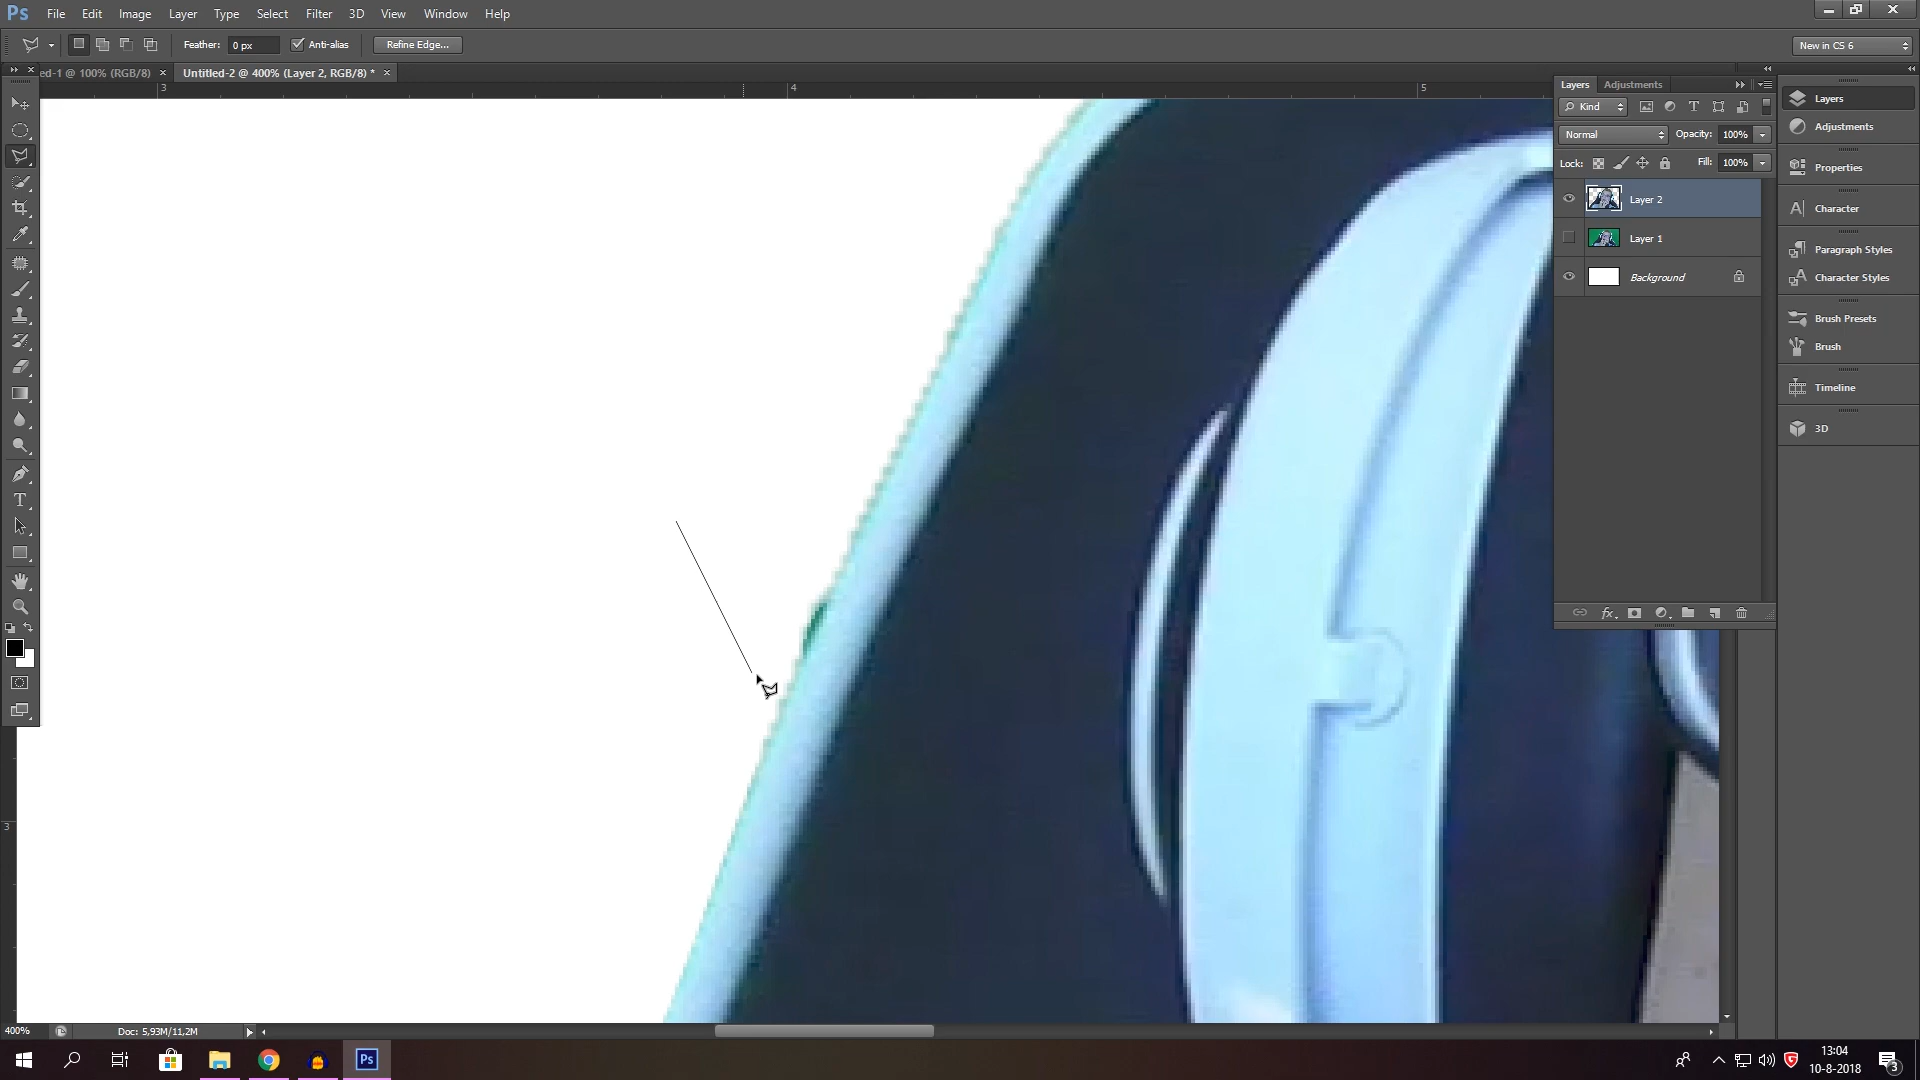 Ps File Edit Image Layer Type Select Filter 3D View Window Help
Feather: 0 px Anti-alias Refine Edge... New in CS 6
ed-1 @ 100% (RGB/8) × Untitled-2 @ 400% (Layer 2, RGB/8) * ×
3 4 5
Layers Adjustments
Kind
Normal Opacity: 100%
Lock: Fill: 100%
Layer 2
Layer 1
Background
fx
Layers
Adjustments
Properties
Character
Paragraph Styles
Character Styles
Brush Presets
Brush
Timeline
3D
3
400% Doc: 5,93M/11,2M
Ps
13:04
10-8-2018
3